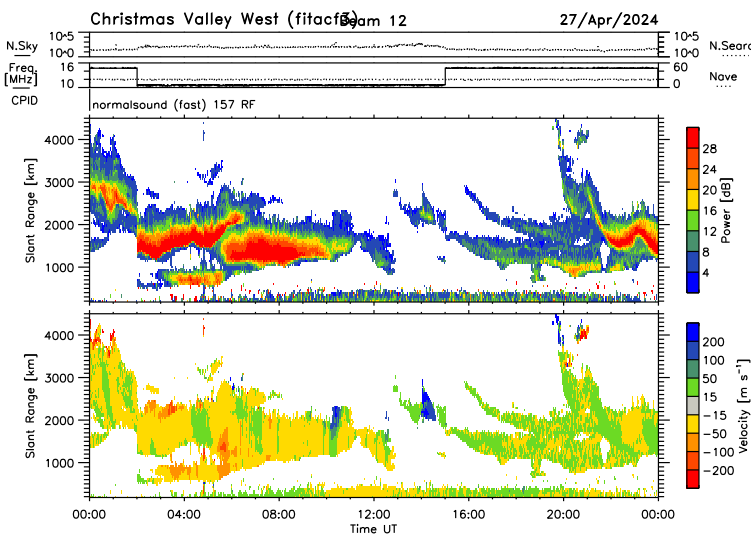 Christmas Valley West (fitacf3) Beam 12 27/Apr/2024
N.Sky 10^5 10^0 10^5 10^0 N.Sear
Freq [MHz] 16 10 60 0 Nave
CPID normalsound (fast) 157 RF
Slant Range [km] 4000 3000 2000 1000
Power [dB] 28 24 20 16 12 8 4
Slant Range [km] 4000 3000 2000 1000
Velocity [m s⁻¹] 200 100 50 15 −15 −50 −100 −200
00:00 04:00 08:00 12:00 16:00 20:00 00:00
Time UT